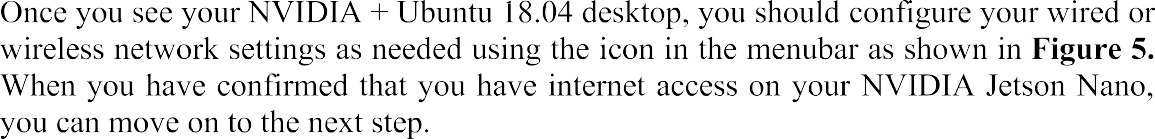 Once you see your NVIDIA + Ubuntu 18.04 desktop, you should configure your wired or
wireless network settings as needed using the icon in the menubar as shown in Figure 5.
When you have confirmed that you have internet access on your NVIDIA Jetson Nano,
you can move on to the next step.